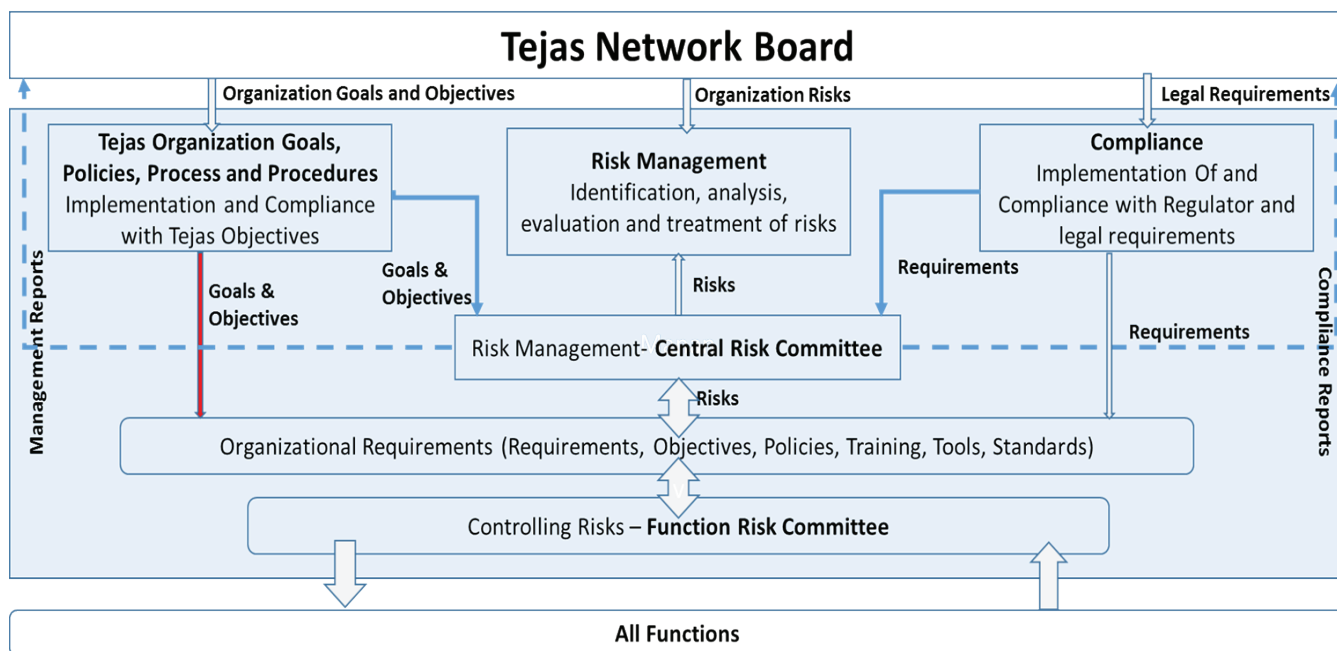 Tejas Network Board
Organization Goals and Objectives
Organization Risks
Legal Requirements
Tejas Organization Goals,
Policies, Process and Procedures
Implementation and Compliance
with Tejas Objectives
Risk Management
Identification, analysis,
evaluation and treatment of risks
Compliance
Implementation Of and
Compliance with Regulator and
legal requirements
Management Reports
Goals &
Objectives
Goals &
Objectives
Risks
Requirements
Requirements
Compliance Reports
Risk Management- Central Risk Committee
Risks
Organizational Requirements (Requirements, Objectives, Policies, Training, Tools, Standards)
Controlling Risks – Function Risk Committee
All Functions